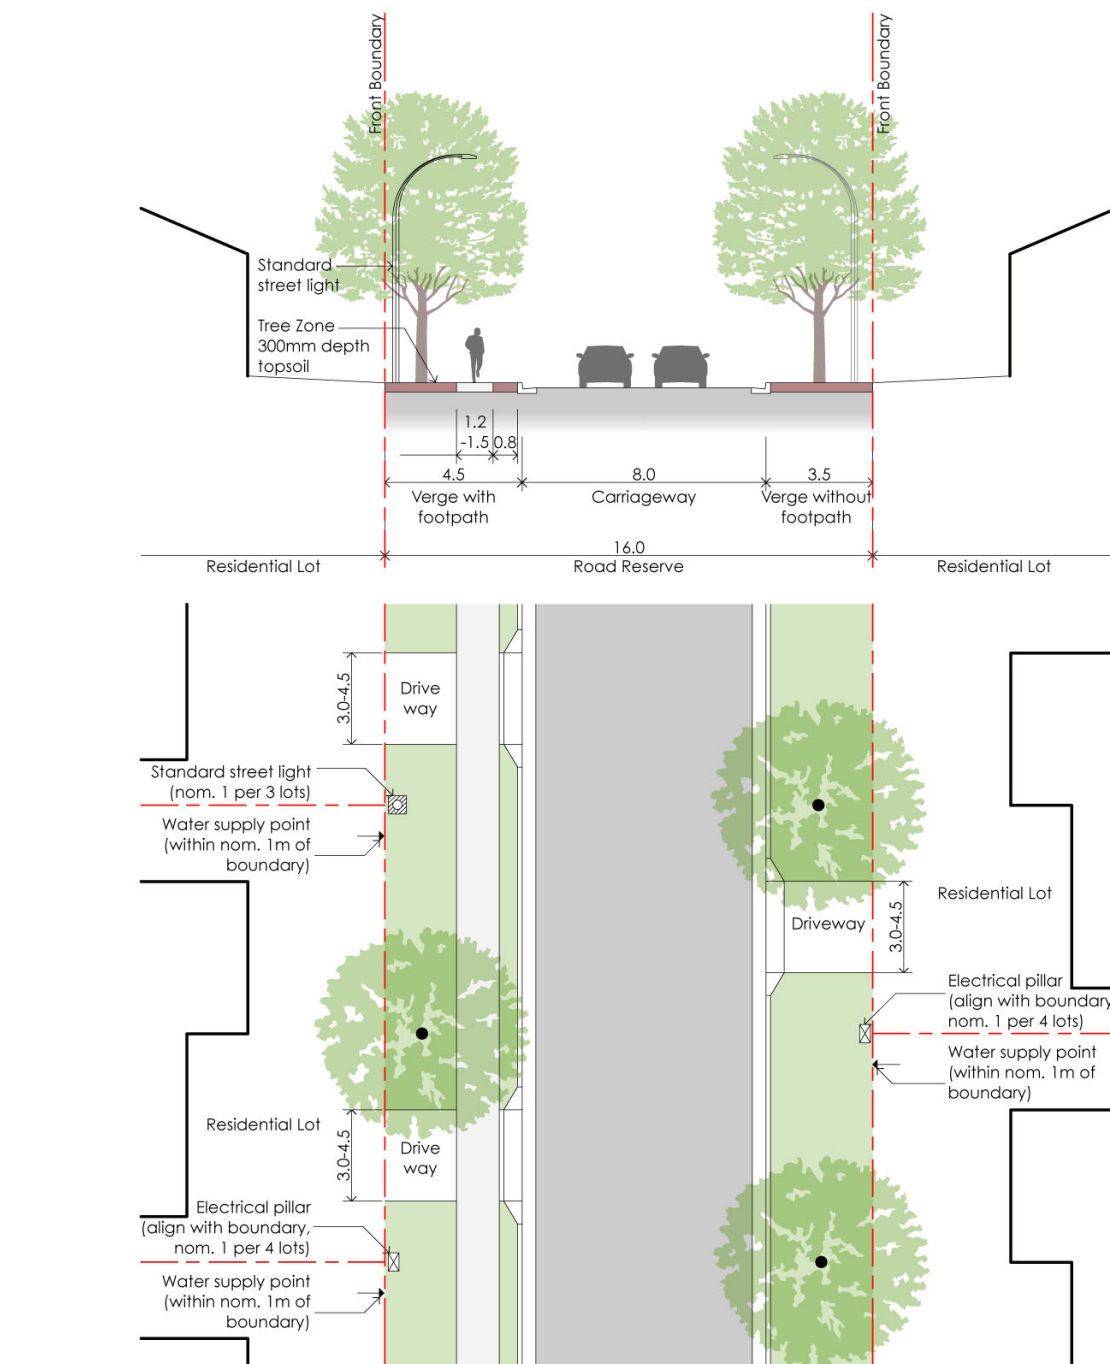 Front Boundary
Front Boundary
Standard
street light
Tree Zone
300mm depth
topsoil
1.2
-1.5
0.8
4.5
8.0
3.5
Verge with
footpath
Carriageway
Verge without
footpath
16.0
Residential Lot
Road Reserve
Residential Lot
3.0-4.5
Drive
way
Standard street light
(nom. 1 per 3 lots)
Water supply point
(within nom. 1m of
boundary)
Residential Lot
Driveway
3.0-4.5
Electrical pillar
(align with boundary
nom. 1 per 4 lots)
Water supply point
(within nom. 1m of
boundary)
Residential Lot
3.0-4.5
Drive
way
Electrical pillar
(align with boundary,
nom. 1 per 4 lots)
Water supply point
(within nom. 1m of
boundary)